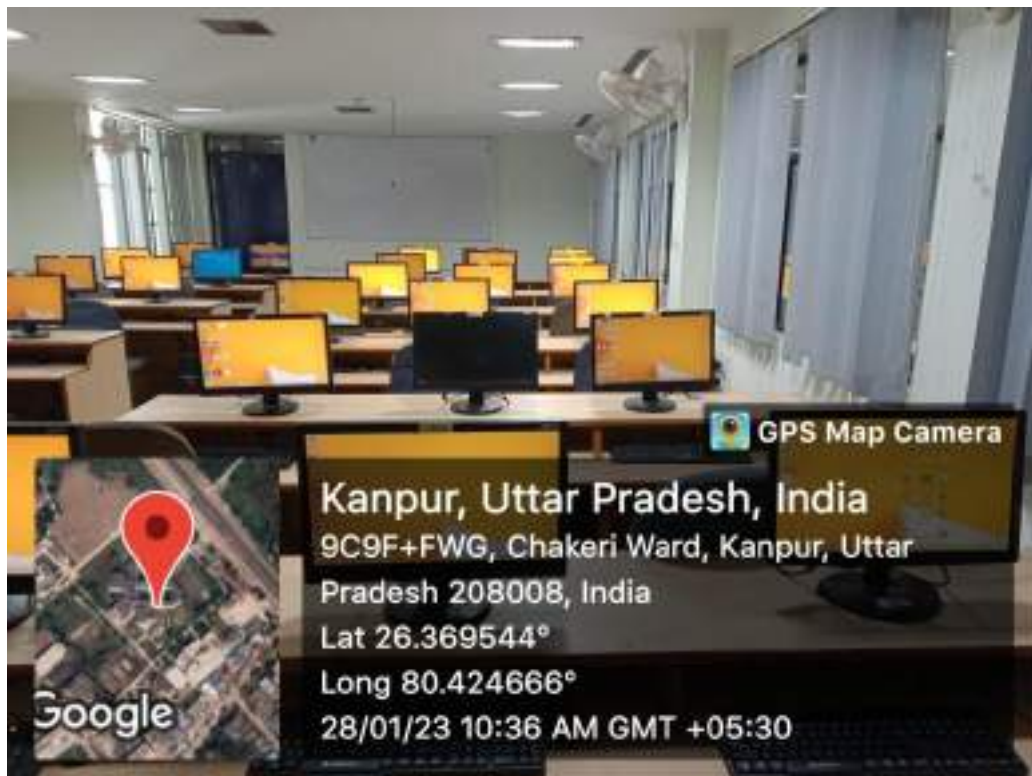 GPS Map Camera
Kanpur, Uttar Pradesh, India
9C9F+FWG, Chakeri Ward, Kanpur, Uttar
Pradesh 208008, India
Lat 26.369544°
Long 80.424666°
28/01/23 10:36 AM GMT +05:30
Google